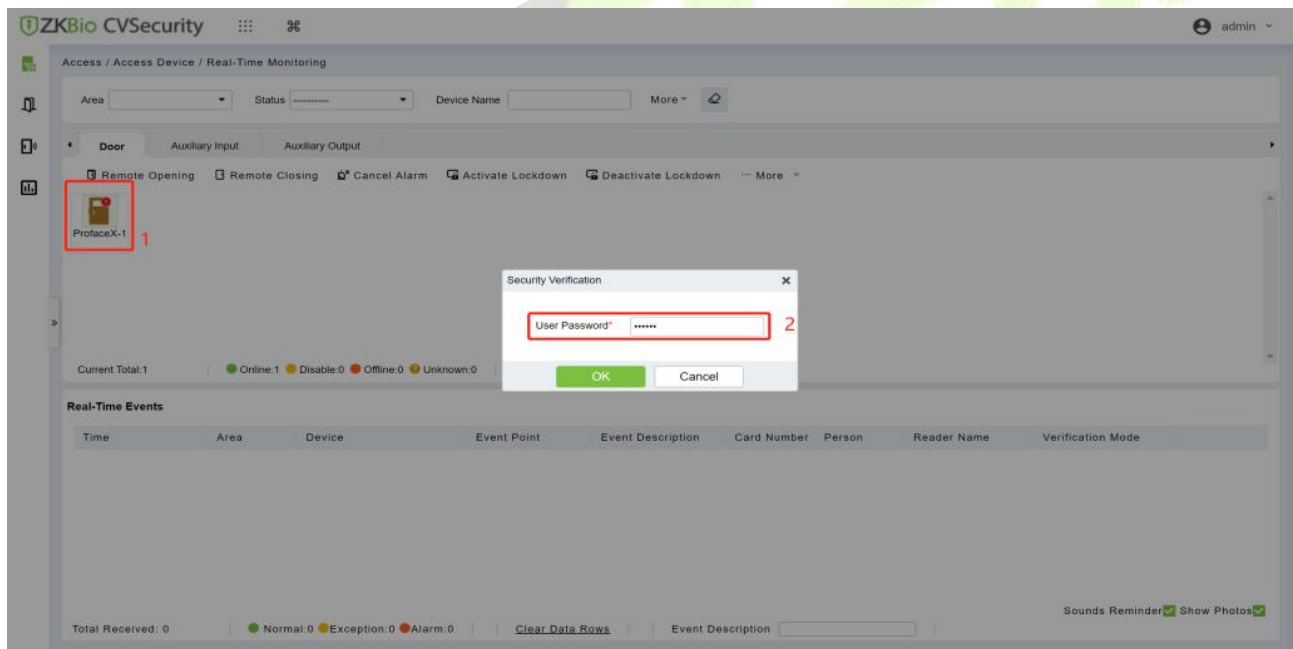 ZKBio CVSecurity admin
Access / Access Device / Real-Time Monitoring
Area Status ---------- Device Name More
Door Auxiliary Input Auxiliary Output
Remote Opening Remote Closing Cancel Alarm Activate Lockdown Deactivate Lockdown ··· More
ProfaceX-1 1
Security Verification
User Password* •••••• 2
OK Cancel
Current Total:1 Online:1 Disable:0 Offline:0 Unknown:0
Real-Time Events
Time Area Device Event Point Event Description Card Number Person Reader Name Verification Mode
Sounds Reminder Show Photos
Total Received: 0 Normal:0 Exception:0 Alarm:0 Clear Data Rows Event Description